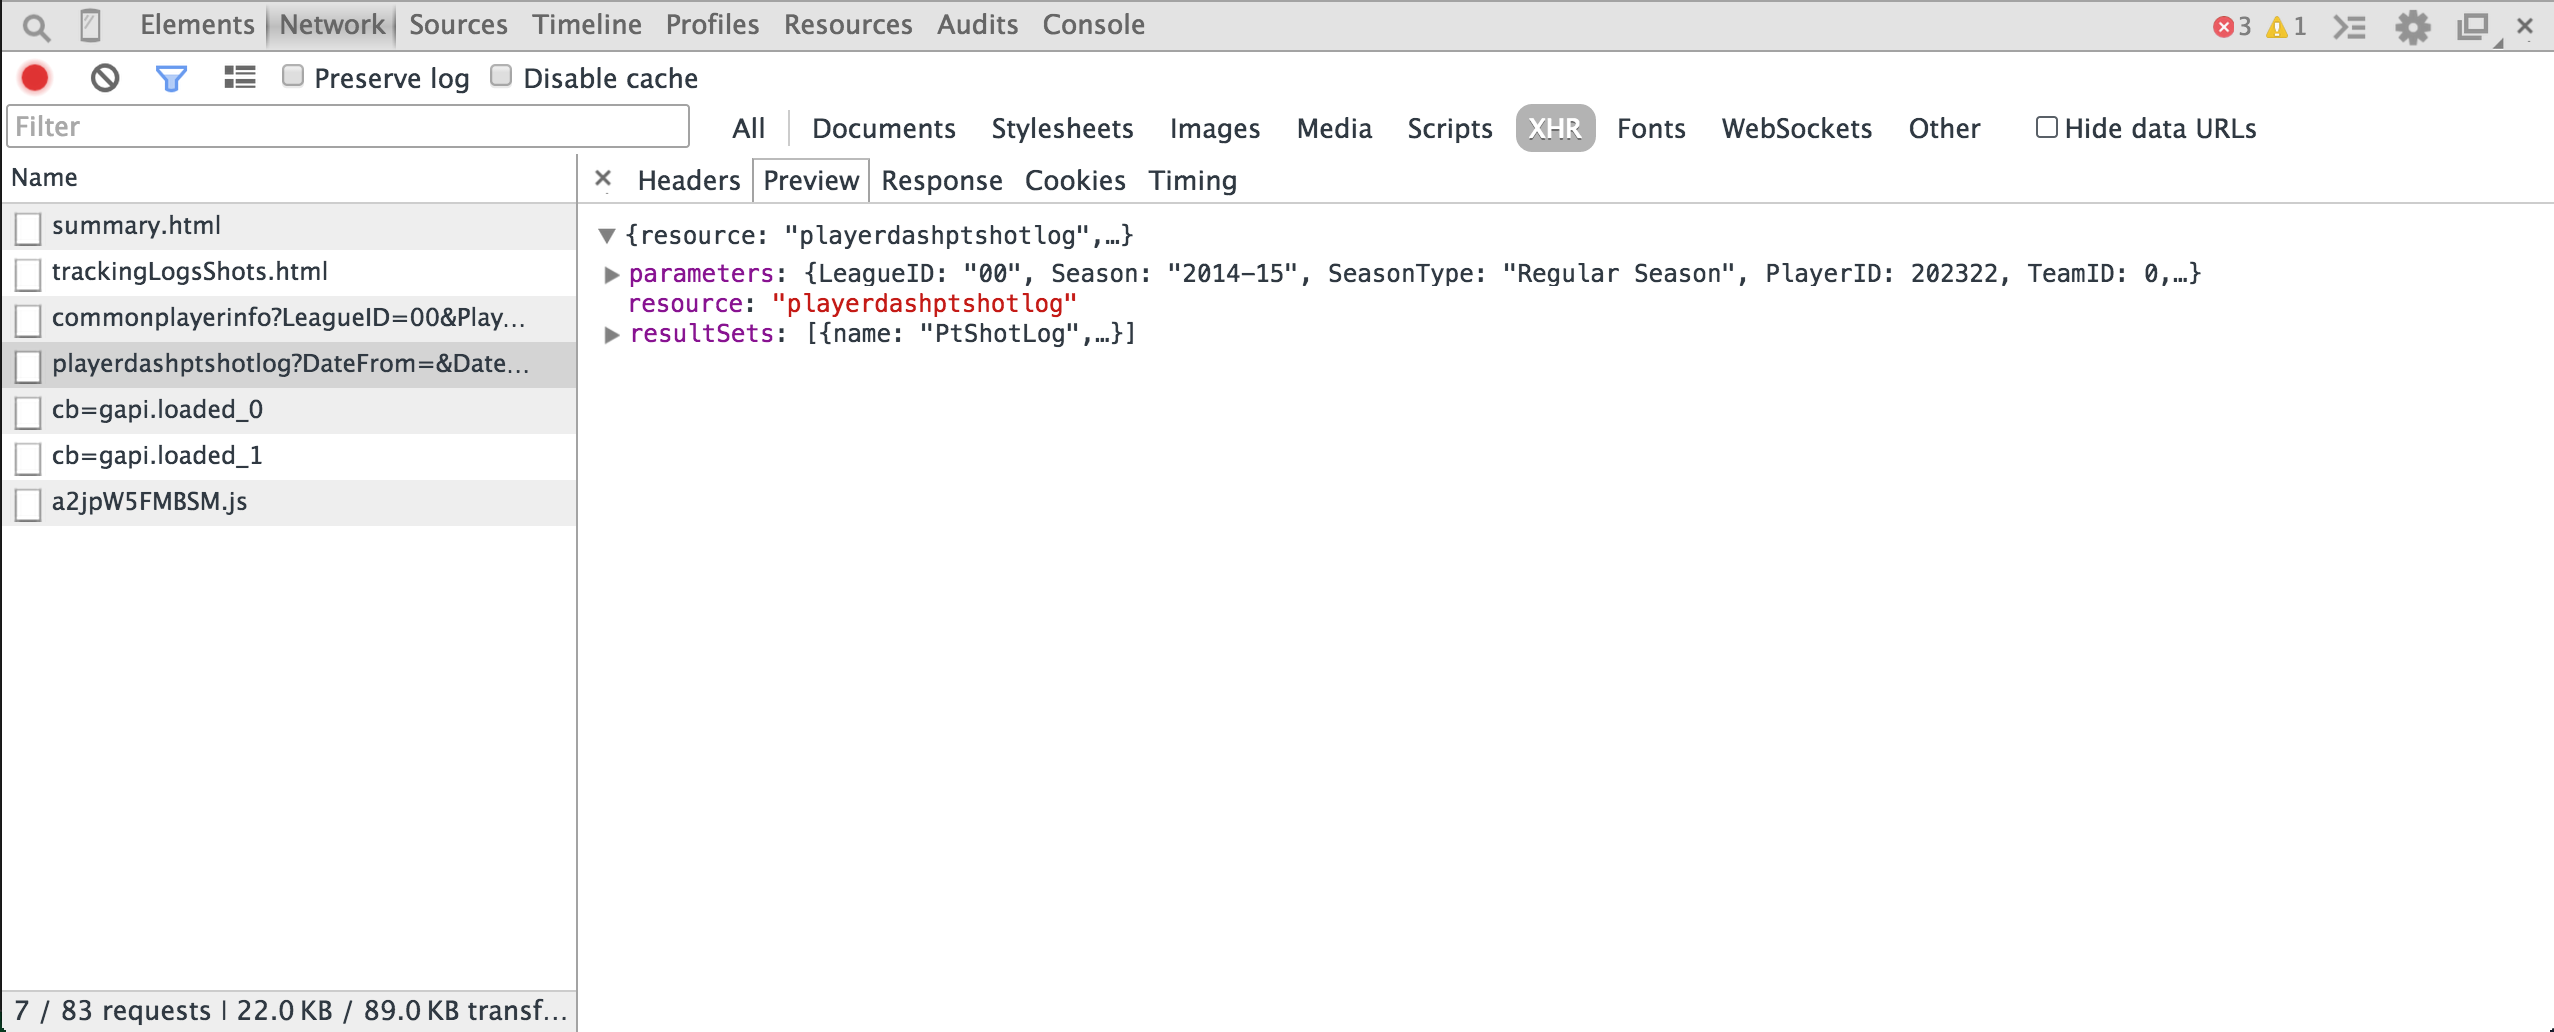 Elements Network Sources Timeline Profiles Resources Audits Console 3 1
Preserve log Disable cache
Filter All Documents Stylesheets Images Media Scripts XHR Fonts WebSockets Other Hide data URLs
Name
Headers Preview Response Cookies Timing
summary.html
trackingLogsShots.html
commonplayerinfo?LeagueID=00&Play...
playerdashptshotlog?DateFrom=&Date...
cb=gapi.loaded_0
cb=gapi.loaded_1
a2jpW5FMBSM.js
{resource: "playerdashptshotlog",…}
parameters: {LeagueID: "00", Season: "2014-15", SeasonType: "Regular Season", PlayerID: 202322, TeamID: 0,…}
resource: "playerdashptshotlog"
resultSets: [{name: "PtShotLog",…}]
7 / 83 requests | 22.0 KB / 89.0 KB transf...